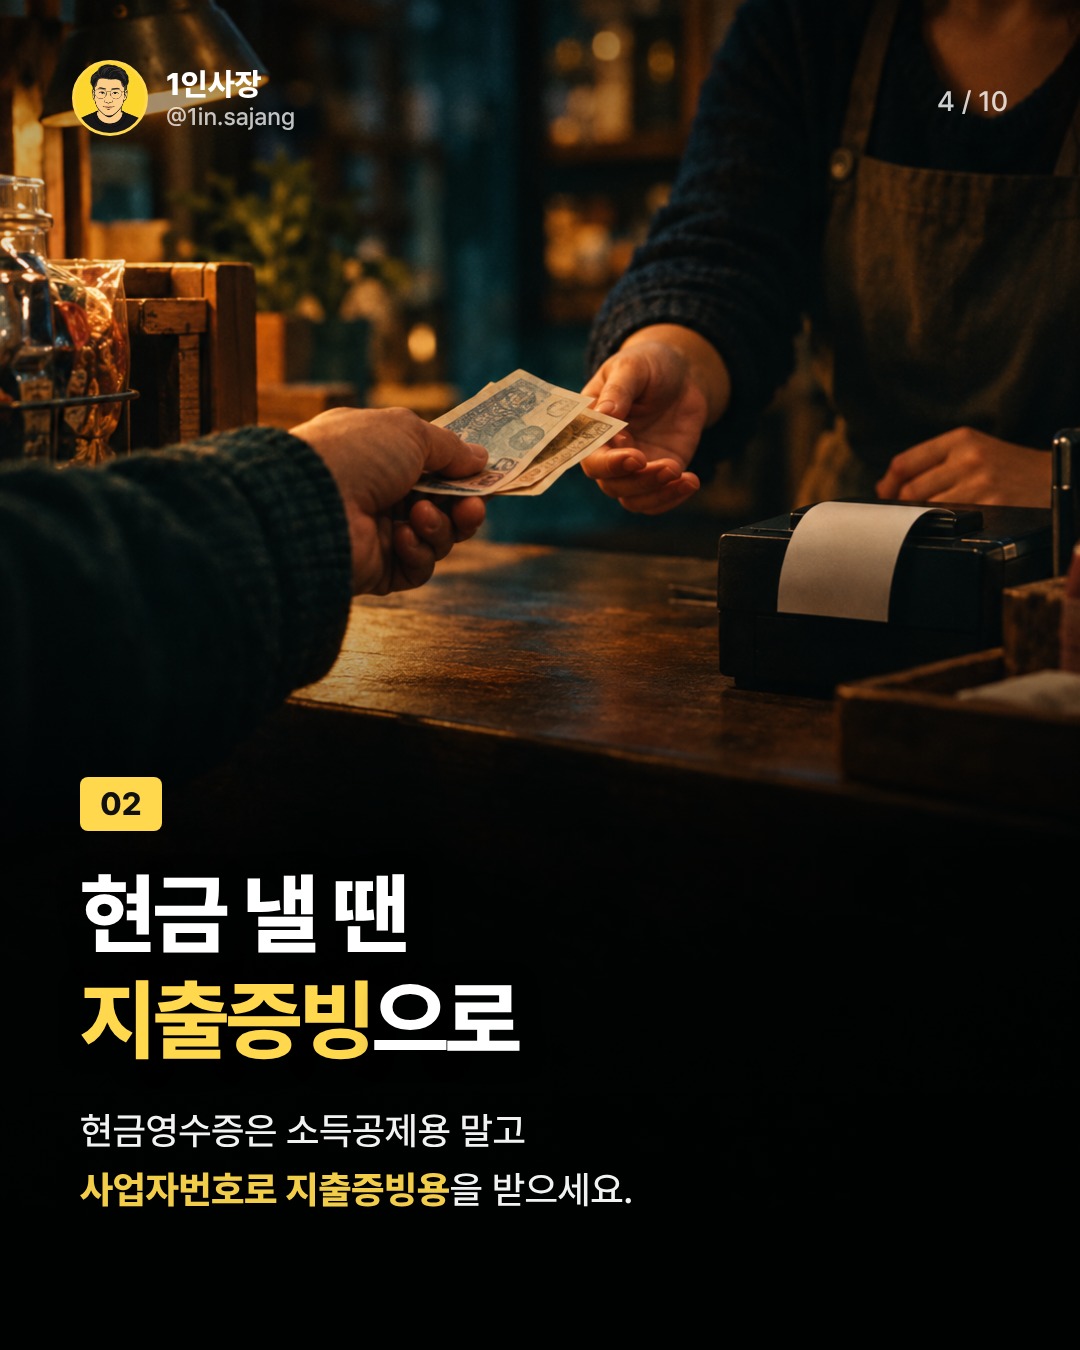 1인사장
@1in.sajang
4 / 10
02
현금 낼 땐
지출증빙으로
현금영수증은 소득공제용 말고
사업자번호로 지출증빙용을 받으세요.